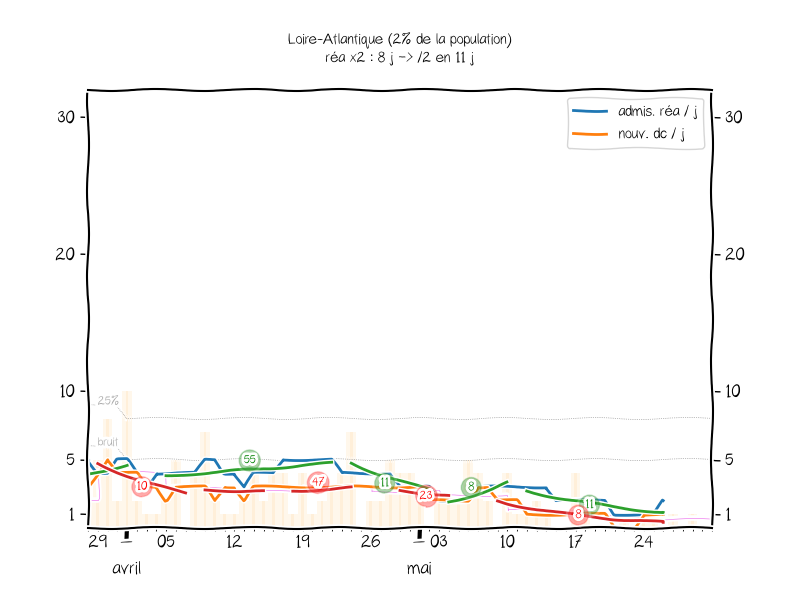 Loire-Atlantique (2% de la population)
réa x2 : 8 j -> /2 en 11 j
admis. réa / j
nouv. dc / j
30 30
20 20
10 10
25%
bruit
5 5
1 1
55
10
47
11
23
8
11
8
29 05 12 19 26 03 10 17 24
avril mai